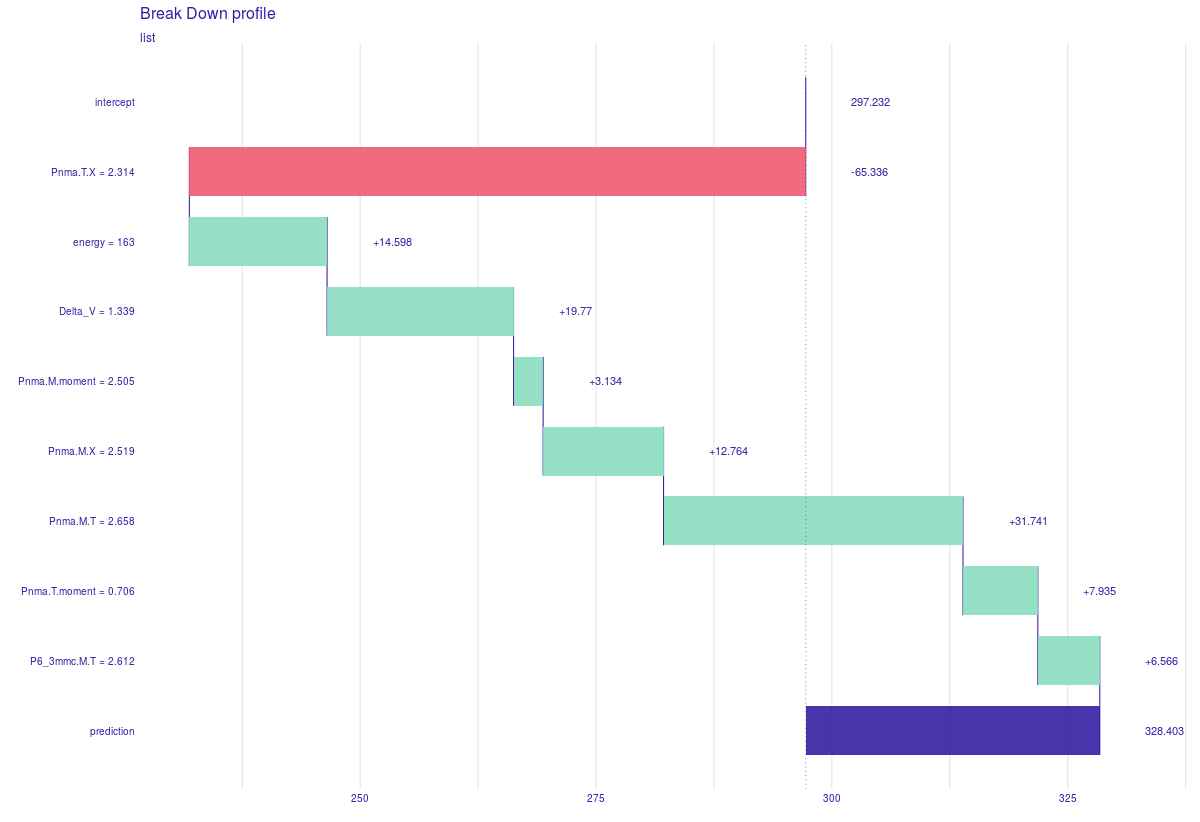 Break Down profile
list
intercept
297.232
Pnma.T.X = 2.314
-65.336
energy = 163
+14.598
Delta_V = 1.339
+19.77
Pnma.M.moment = 2.505
+3.134
Pnma.M.X = 2.519
+12.764
Pnma.M.T = 2.658
+31.741
Pnma.T.moment = 0.706
+7.935
P6_3mmc.M.T = 2.612
+6.566
prediction
328.403
250
275
300
325